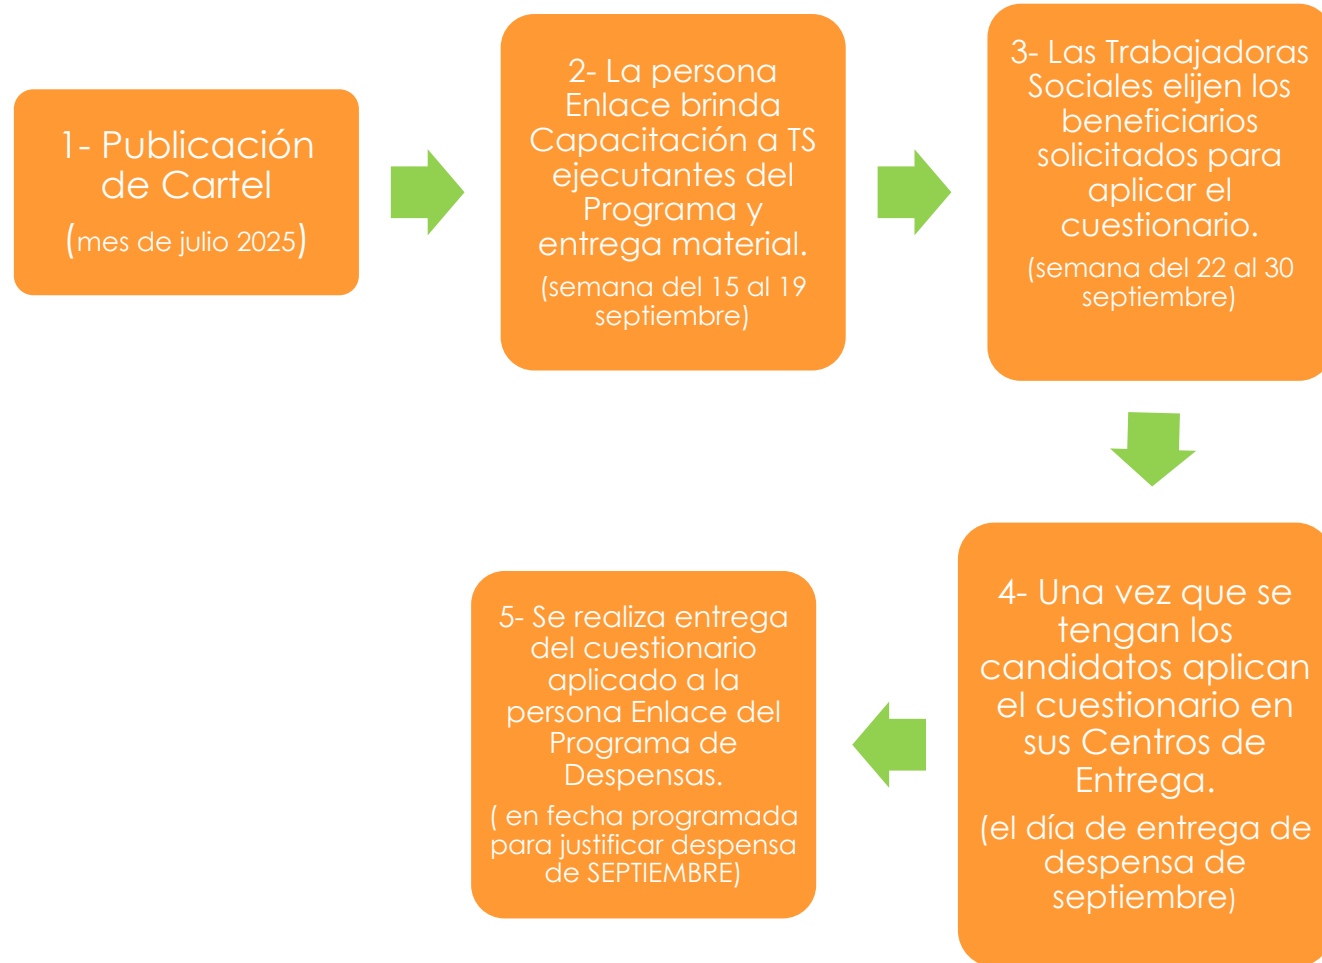 1- Publicación
de Cartel
(mes de julio 2025)
2- La persona
Enlace brinda
Capacitación a TS
ejecutantes del
Programa y
entrega material.
(semana del 15 al 19
septiembre)
3- Las Trabajadoras
Sociales elijen los
beneficiarios
solicitados para
aplicar el
cuestionario.
(semana del 22 al 30
septiembre)
4- Una vez que se
tengan los
candidatos aplican
el cuestionario en
sus Centros de
Entrega.
(el día de entrega de
despensa de
septiembre)
5- Se realiza entrega
del cuestionario
aplicado a la
persona Enlace del
Programa de
Despensas.
( en fecha programada
para justificar despensa
de SEPTIEMBRE)